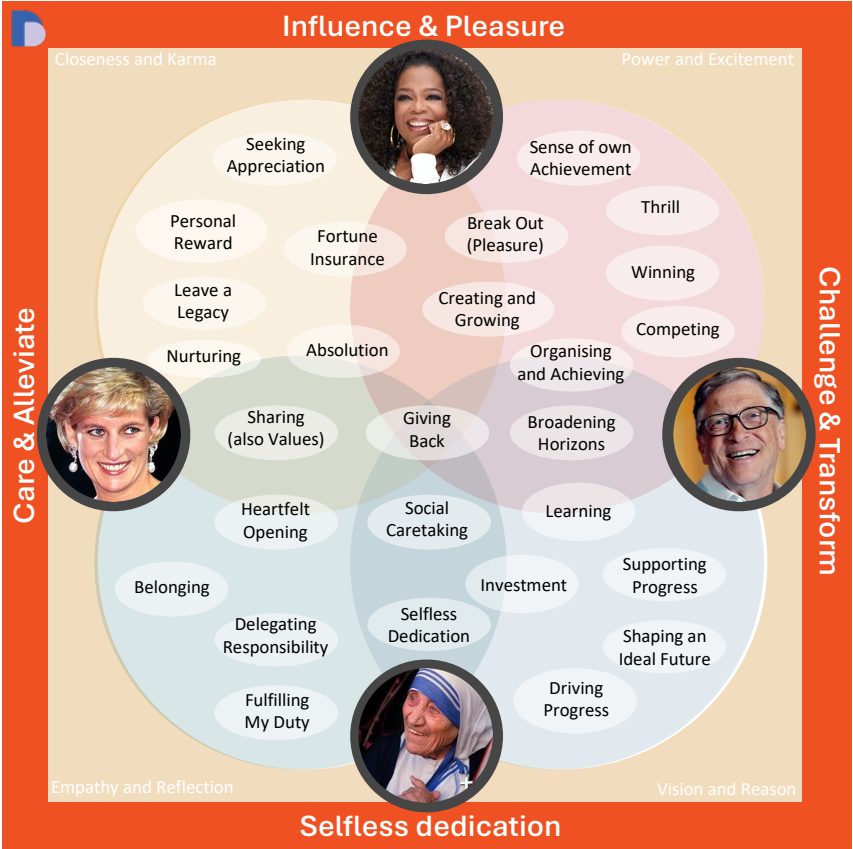 Influence & Pleasure
Closeness and Karma
Power and Excitement
Seeking
Appreciation
Sense of own
Achievement
Personal
Reward
Fortune
Insurance
Break Out
(Pleasure)
Thrill
Winning
Leave a
Legacy
Creating and
Growing
Competing
Nurturing
Absolution
Organising
and Achieving
Care & Alleviate
Challenge & Transform
Sharing
(also Values)
Giving
Back
Broadening
Horizons
Heartfelt
Opening
Social
Caretaking
Learning
Belonging
Investment
Supporting
Progress
Delegating
Responsibility
Selfless
Dedication
Shaping an
Ideal Future
Fulfilling
My Duty
Driving
Progress
Empathy and Reflection
Vision and Reason
Selfless dedication